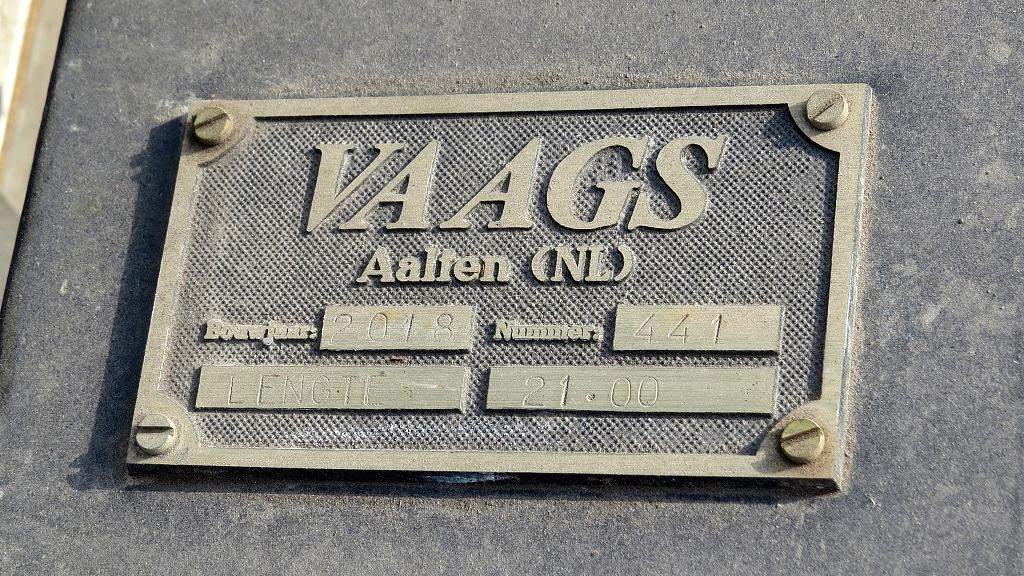 VAAGS
Aalten (NL)
Bouwjaar: 2018 Nummer: 441
LENGTE 21.00